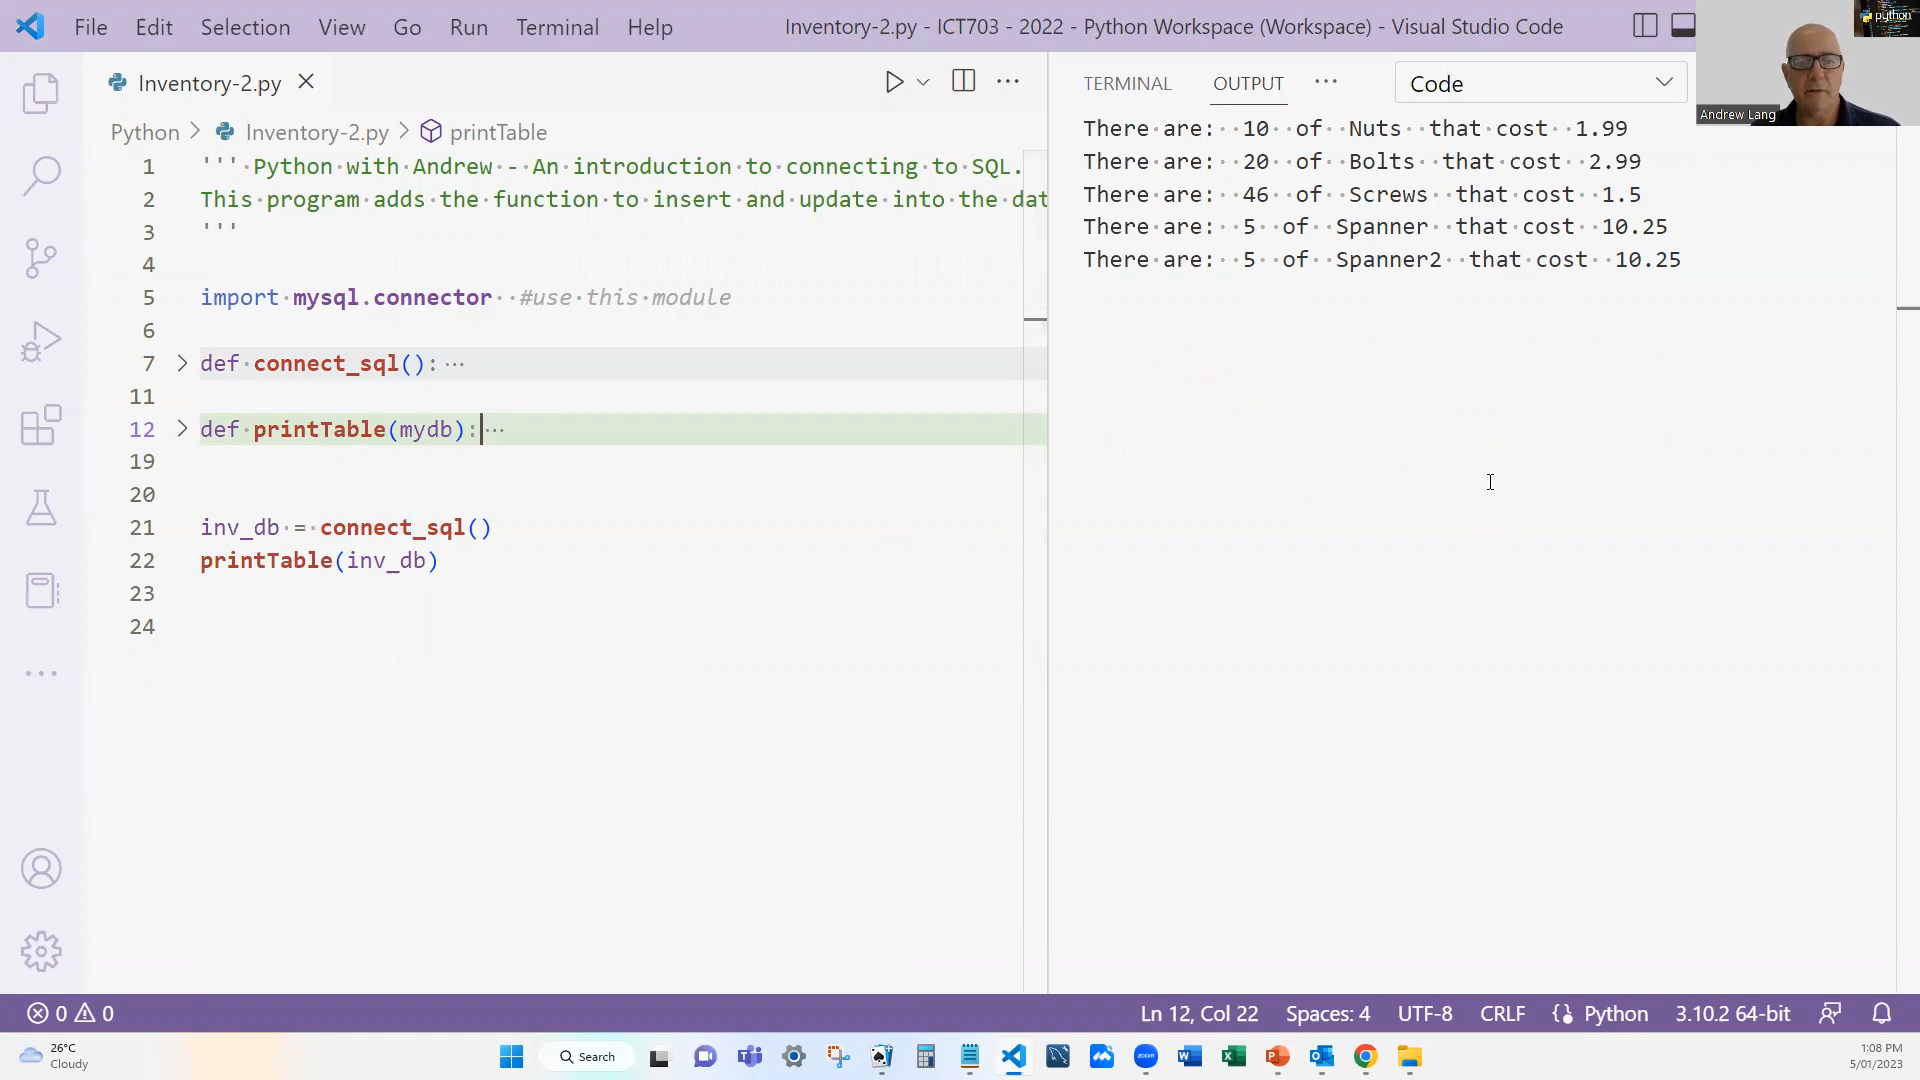 File Edit Selection View Go Run Terminal Help
Inventory-2.py - ICT703 - 2022 - Python Workspace (Workspace) - Visual Studio Code
python
Andrew Lang
Inventory-2.py
Python > Inventory-2.py > printTable
1 ''' Python with Andrew - An introduction to connecting to SQL.
2 This program adds the function to insert and update into the dat
3 '''
4
5 import mysql.connector  #use this module
6
7 def connect_sql(): ...
11
12 def printTable(mydb): ...
19
20
21 inv_db = connect_sql()
22 printTable(inv_db)
23
24
TERMINAL OUTPUT ... Code
There are:  10  of  Nuts  that cost  1.99
There are:  20  of  Bolts  that cost  2.99
There are:  46  of  Screws  that cost  1.5
There are:  5  of  Spanner  that cost  10.25
There are:  5  of  Spanner2  that cost  10.25
0 0
Ln 12, Col 22 Spaces: 4 UTF-8 CRLF Python 3.10.2 64-bit
26°C
Cloudy
Search
zoom
1:08 PM
5/01/2023